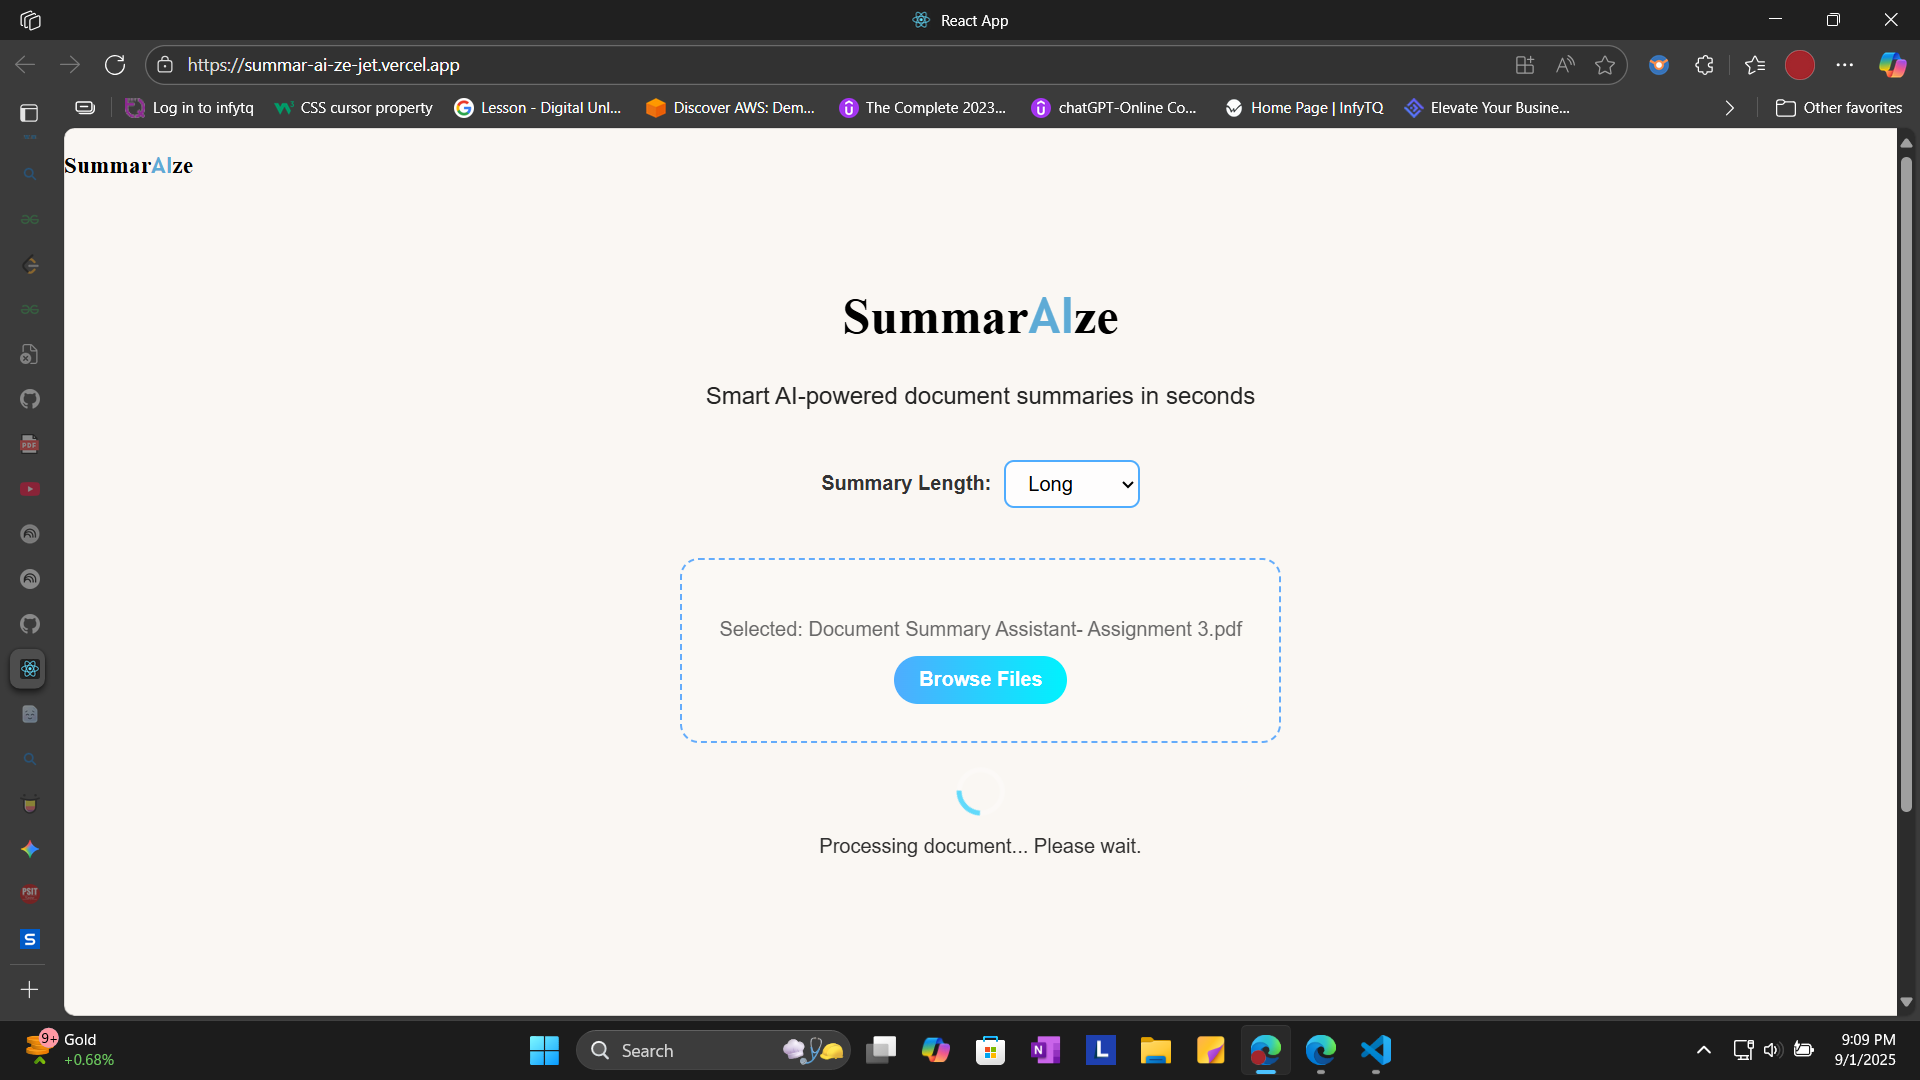 React App
https://summar-ai-ze-jet.vercel.app
Log in to infytq
CSS cursor property
Lesson - Digital Unl...
Discover AWS: Dem...
The Complete 2023...
chatGPT-Online Co...
Home Page | InfyTQ
Elevate Your Busine...
Other favorites
SummarAIze
SummarAIze
Smart AI-powered document summaries in seconds
Summary Length: Long
Selected: Document Summary Assistant- Assignment 3.pdf
Browse Files
Processing document... Please wait.
PDF
PSIT
S
9+
Gold
+0.68%
Search
N
L
9:09 PM
9/1/2025